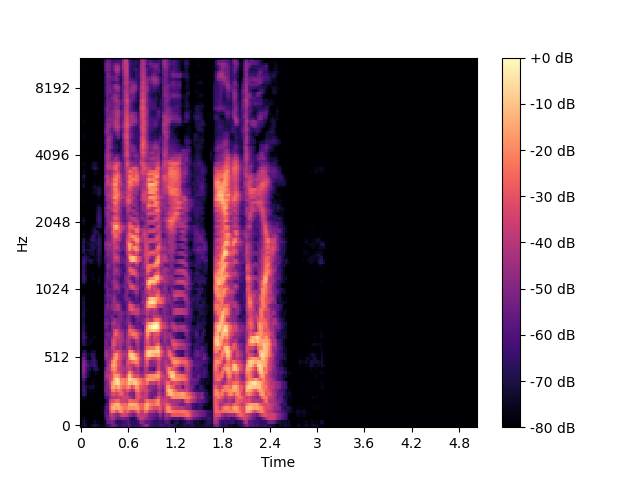 8192
4096
2048
1024
512
0
Hz
0 0.6 1.2 1.8 2.4 3 3.6 4.2 4.8
Time
+0 dB
-10 dB
-20 dB
-30 dB
-40 dB
-50 dB
-60 dB
-70 dB
-80 dB